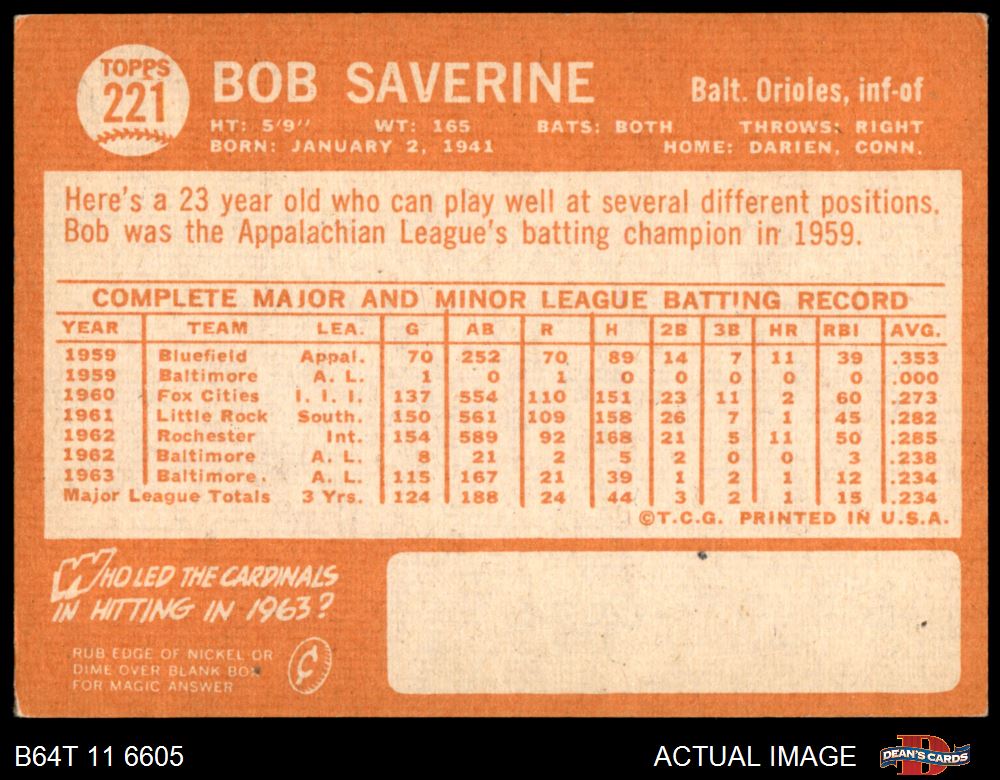 TOPPS
221
BOB SAVERINE
Balt. Orioles, inf-of
HT: 5'9" WT: 165 BATS: BOTH THROWS: RIGHT
BORN: JANUARY 2, 1941 HOME: DARIEN, CONN.
Here's a 23 year old who can play well at several different positions.
Bob was the Appalachian League's batting champion in 1959.
COMPLETE MAJOR AND MINOR LEAGUE BATTING RECORD
YEAR TEAM LEA. G AB R H 2B 3B HR RBI AVG.
1959 Bluefield Appal. 70 252 70 89 14 7 11 39 .353
1959 Baltimore A. L. 1 0 1 0 0 0 0 0 .000
1960 Fox Cities I. I. I. 137 554 110 151 23 11 2 60 .273
1961 Little Rock South. 150 561 109 158 26 7 1 45 .282
1962 Rochester Int. 154 589 92 168 21 5 11 50 .285
1962 Baltimore A. L. 8 21 2 5 2 0 0 3 .238
1963 Baltimore. A. L. 115 167 21 39 1 2 1 12 .234
Major League Totals 3 Yrs. 124 188 24 44 3 2 1 15 .234
©T.C.G. PRINTED IN U.S.A.
WHO LED THE CARDINALS
IN HITTING IN 1963?
RUB EDGE OF NICKEL OR
DIME OVER BLANK BOX
FOR MAGIC ANSWER
¢
B64T 11 6605
ACTUAL IMAGE
DEAN'S CARDS